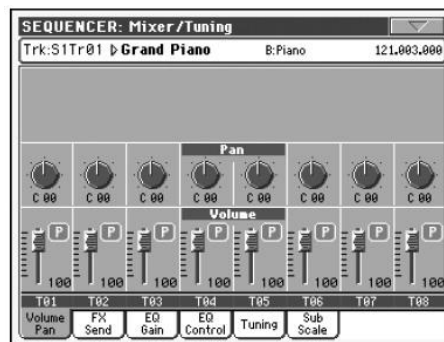 SEQUENCER: Mixer/Tuning
Trk:S1Tr01 Grand Piano B:Piano 121.003.000
Pan
C 00 C 00 C 00 C 00 C 00 C 00 C 00 C 00
Volume
P P P P P P P P
100 100 100 100 100 100 100 100
T01 T02 T03 T04 T05 T06 T07 T08
Volume Pan FX Send EQ Gain EQ Control Tuning Sub Scale